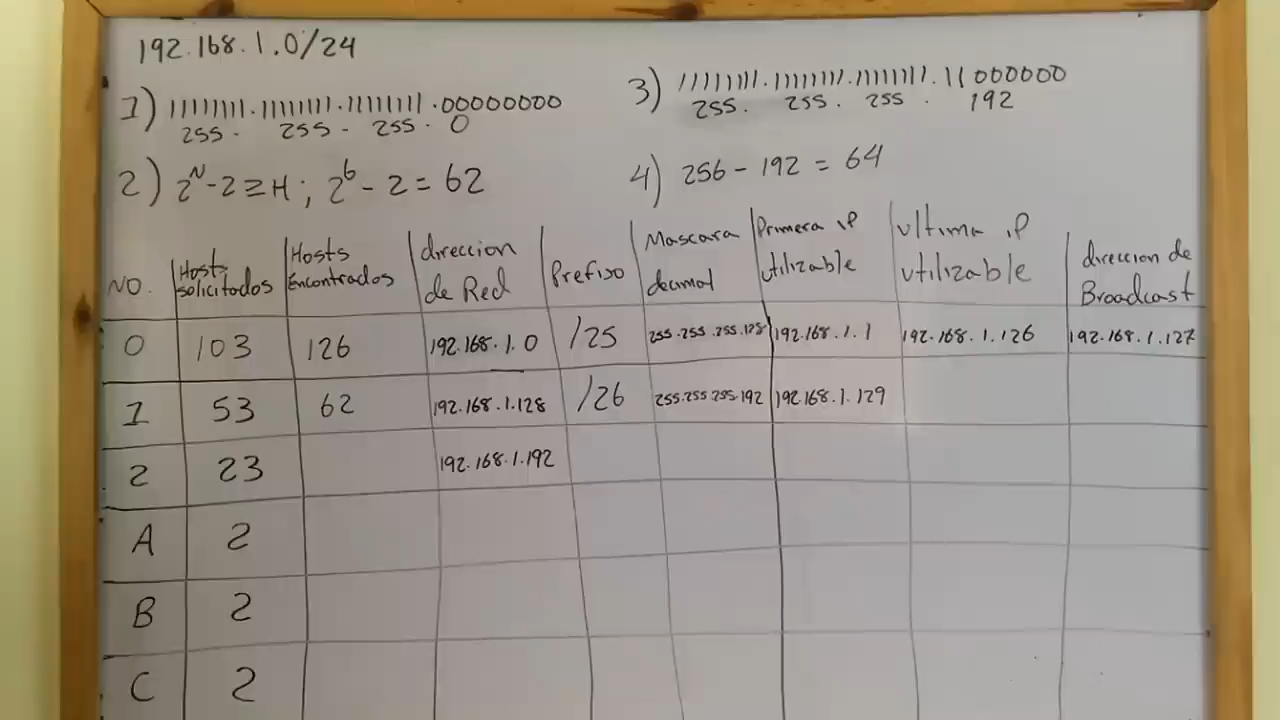 192.168.1.0/24
1) 11111111.11111111.11111111.00000000
255. 255. 255. 0
2) 2^N-2≥H; 2^6-2=62
3) 11111111.11111111.11111111.11000000
255. 255. 255. 192
4) 256-192=64
NO. Hosts solicitados Hosts Encontrados direccion de Red Prefijo Mascara decimal Primera iP utilizable Ultima iP utilizable direccion de Broadcast
0 103 126 192.168.1.0 /25 255.255.255.128 192.168.1.1 192.168.1.126 192.168.1.127
1 53 62 192.168.1.128 /26 255.255.255.192 192.168.1.129
2 23 192.168.1.192
A 2
B 2
C 2